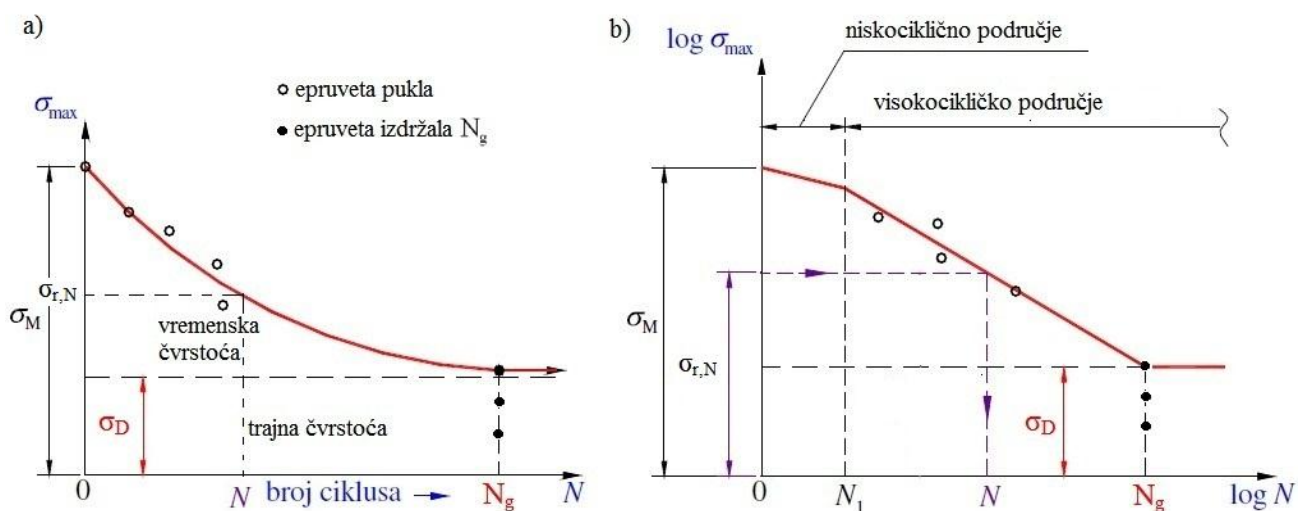 a)
σmax
epruveta pukla
epruveta izdržala Ng
σr,N
σM
vremenska
čvrstoća
σD
trajna čvrstoća
0
N
broj ciklusa
Ng
N
b)
niskociklično područje
log σmax
visokocikličko područje
σM
σr,N
σD
0
N1
N
Ng
log N